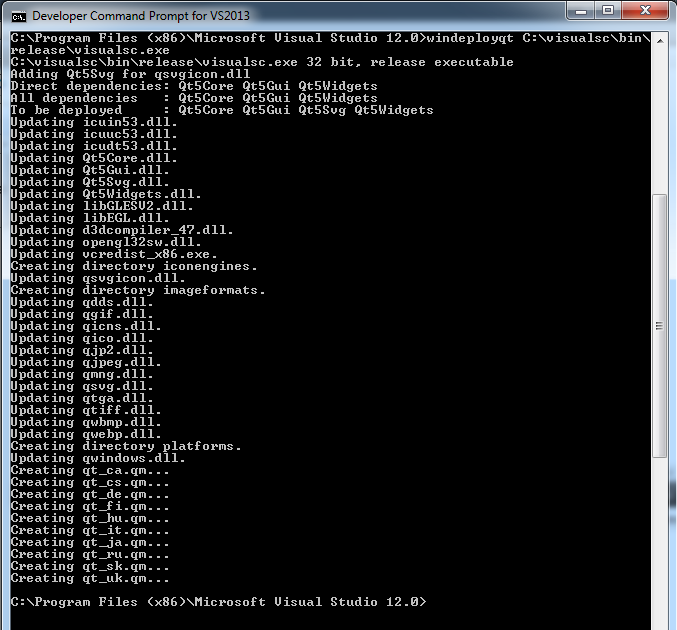 Developer Command Prompt for VS2013
C:\Program Files (x86)\Microsoft Visual Studio 12.0>windeployqt C:\visualsc\bin\
release\visualsc.exe
C:\visualsc\bin\release\visualsc.exe 32 bit, release executable
Adding Qt5Svg for qsvgicon.dll
Direct dependencies: Qt5Core Qt5Gui Qt5Widgets
All dependencies   : Qt5Core Qt5Gui Qt5Widgets
To be deployed     : Qt5Core Qt5Gui Qt5Svg Qt5Widgets
Updating icuin53.dll.
Updating icuuc53.dll.
Updating icudt53.dll.
Updating Qt5Core.dll.
Updating Qt5Gui.dll.
Updating Qt5Svg.dll.
Updating Qt5Widgets.dll.
Updating libGLESV2.dll.
Updating libEGL.dll.
Updating d3dcompiler_47.dll.
Updating opengl32sw.dll.
Updating vcredist_x86.exe.
Creating directory iconengines.
Updating qsvgicon.dll.
Creating directory imageformats.
Updating qdds.dll.
Updating qgif.dll.
Updating qicns.dll.
Updating qico.dll.
Updating qjp2.dll.
Updating qjpeg.dll.
Updating qmng.dll.
Updating qsvg.dll.
Updating qtga.dll.
Updating qtiff.dll.
Updating qwbmp.dll.
Updating qwebp.dll.
Creating directory platforms.
Updating qwindows.dll.
Creating qt_ca.qm...
Creating qt_cs.qm...
Creating qt_de.qm...
Creating qt_fi.qm...
Creating qt_hu.qm...
Creating qt_it.qm...
Creating qt_ja.qm...
Creating qt_ru.qm...
Creating qt_sk.qm...
Creating qt_uk.qm...
C:\Program Files (x86)\Microsoft Visual Studio 12.0>